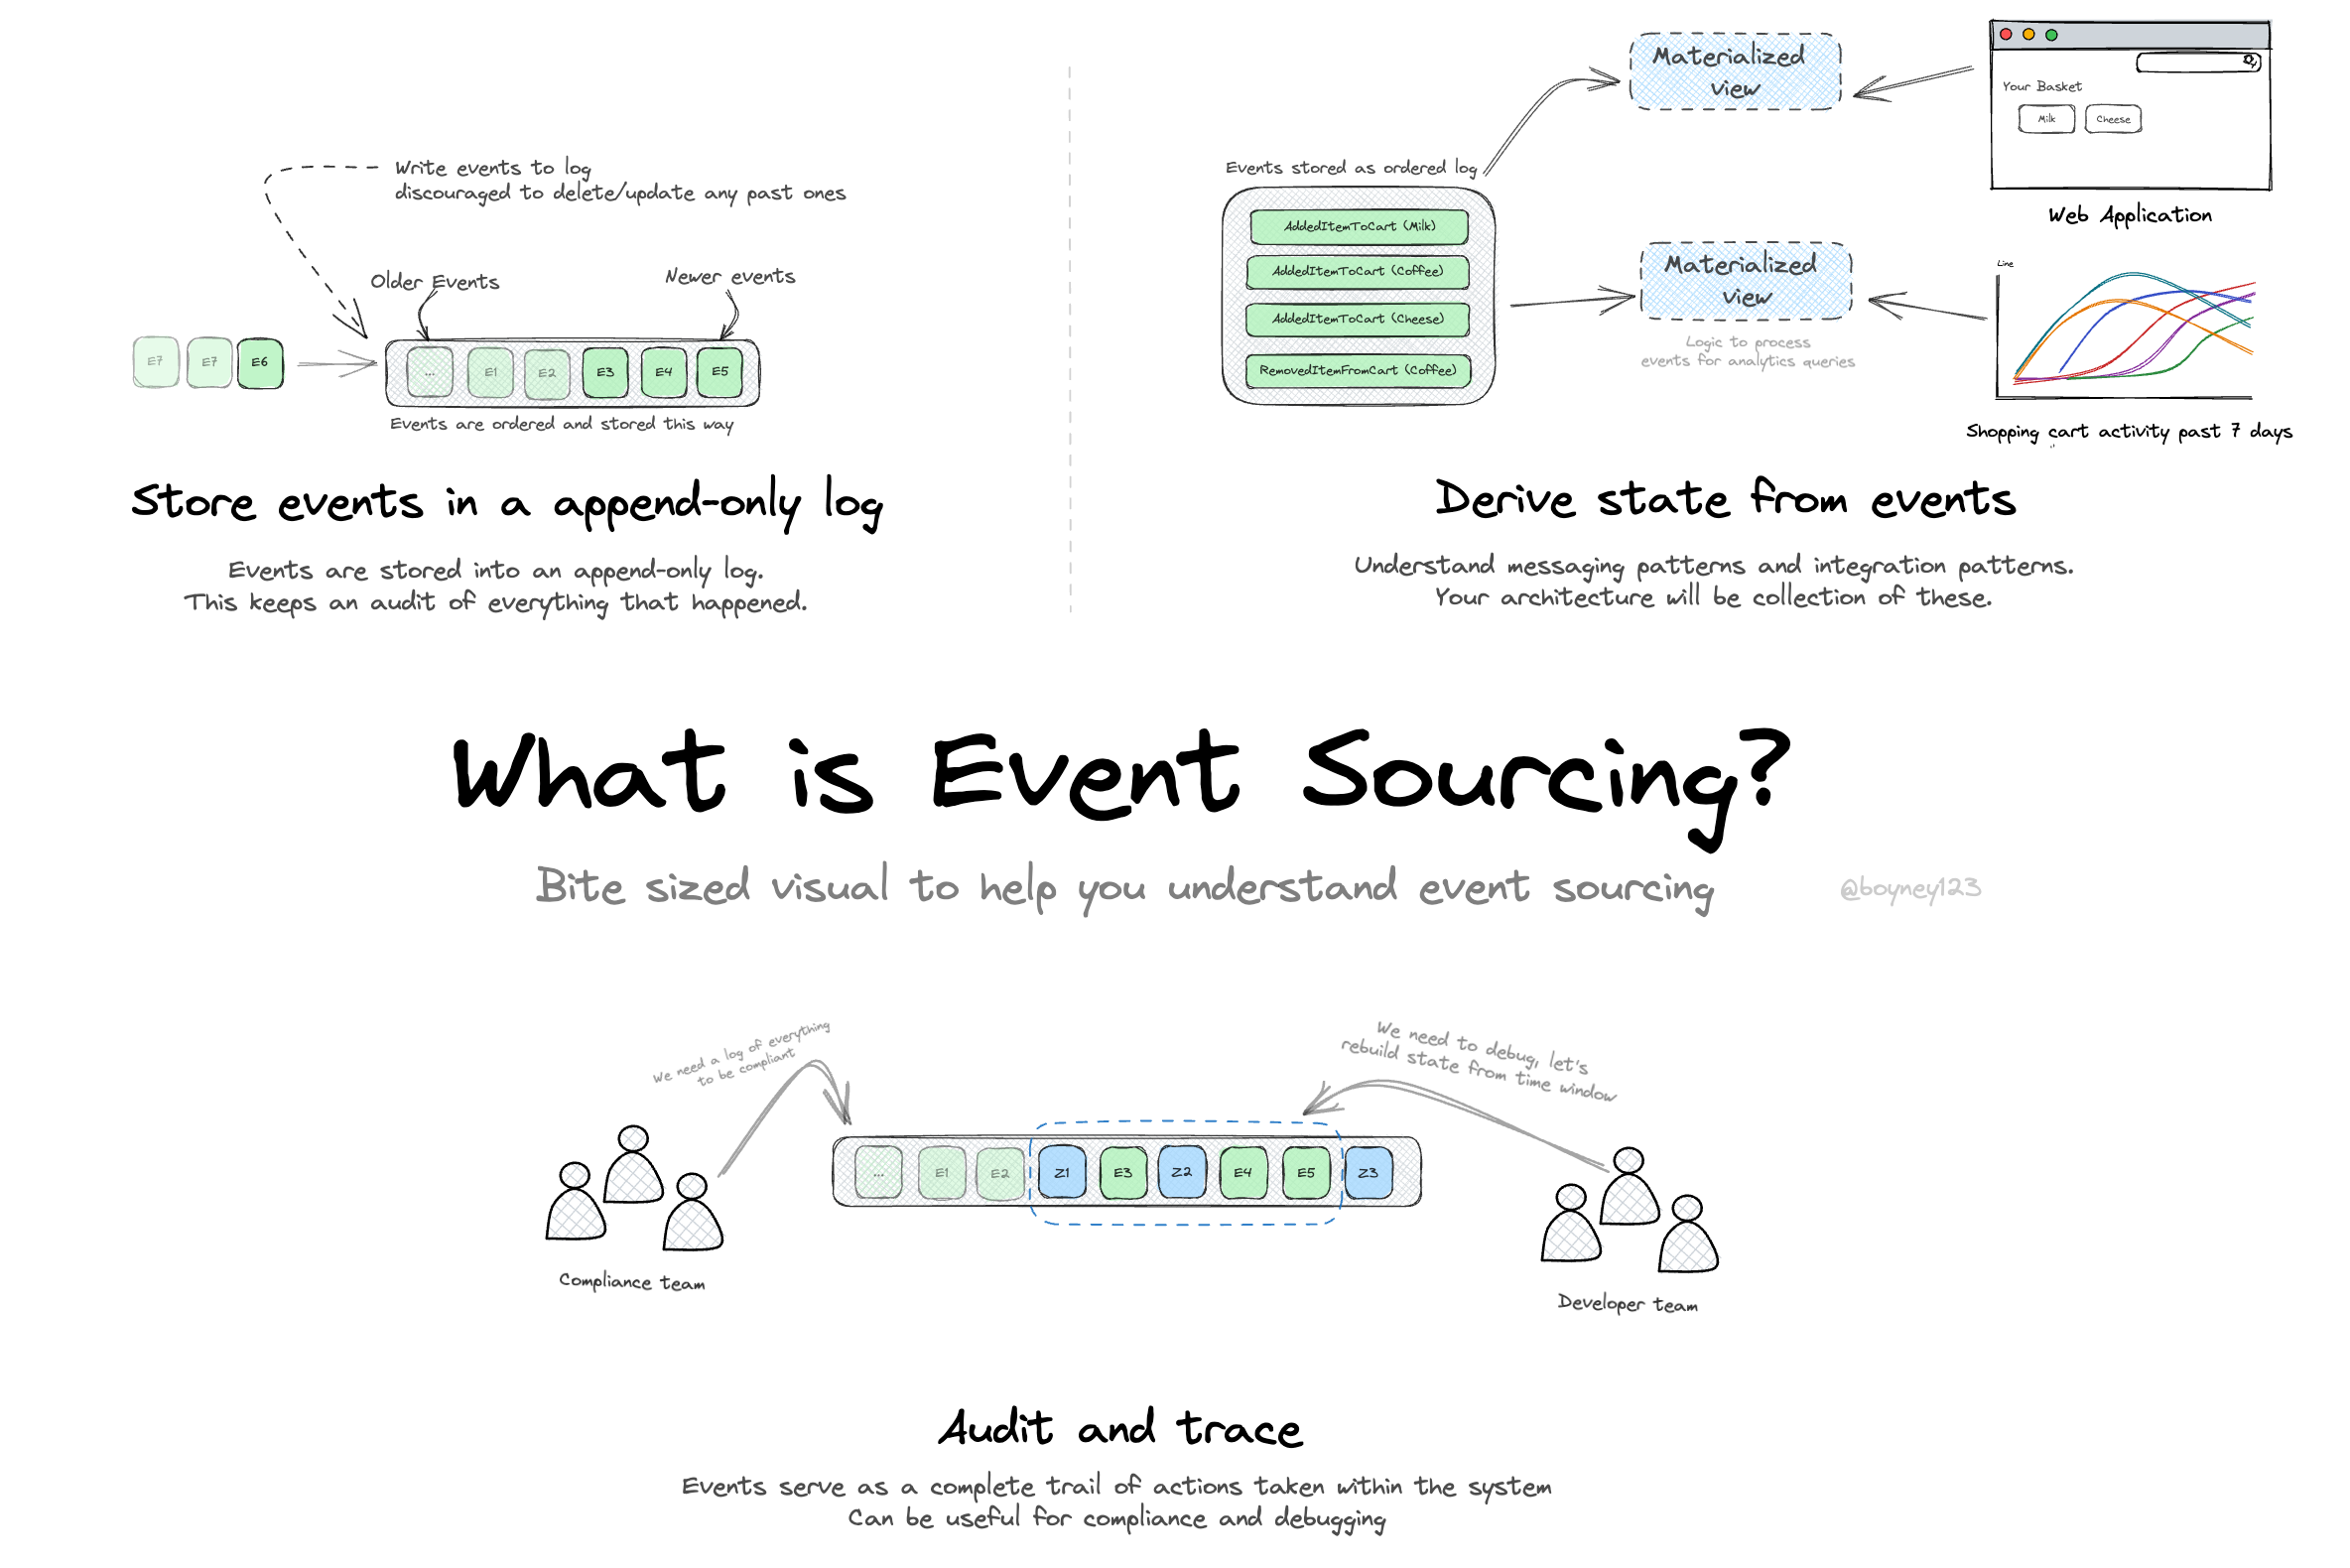 Write events to log
discouraged to delete/update any past ones
Older Events
Newer events
E7
E7
E6
...
E1
E2
E3
E4
E5
Events are ordered and stored this way
Store events in a append-only log
Events are stored into an append-only log.
This keeps an audit of everything that happened.
Materialized
view
Your Basket
Milk
Cheese
Web Application
Events stored as ordered log
AddedItemToCart (Milk)
AddedItemToCart (Coffee)
AddedItemToCart (Cheese)
RemovedItemFromCart (Coffee)
Materialized
view
Logic to process
events for analytics queries
Line
Shopping cart activity past 7 days
Derive state from events
Understand messaging patterns and integration patterns.
Your architecture will be collection of these.
What is Event Sourcing?
Bite sized visual to help you understand event sourcing
@boyney123
We need a log of everything
to be compliant
We need to debug, let's
rebuild state from time window
...
E1
E2
Z1
E3
Z2
E4
E5
Z3
Compliance team
Developer team
Audit and trace
Events serve as a complete trail of actions taken within the system
Can be useful for compliance and debugging